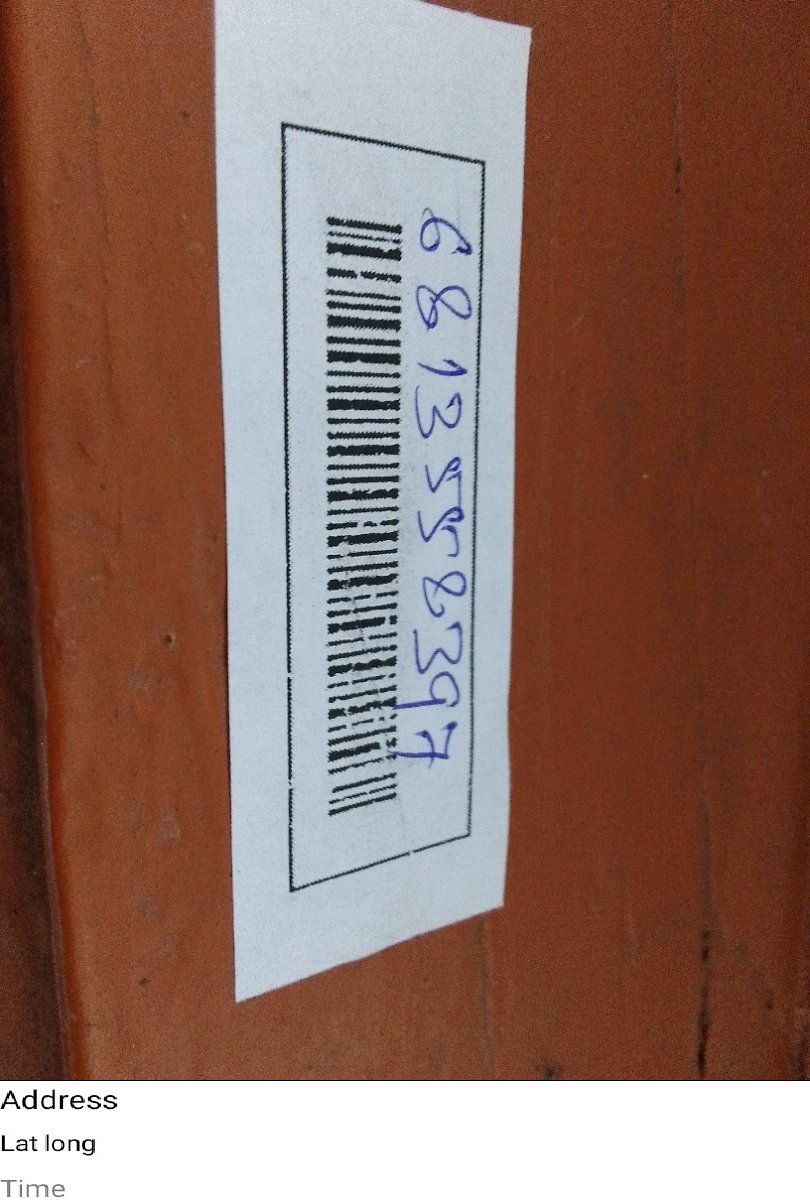 6813558397
Address
Lat long
Time